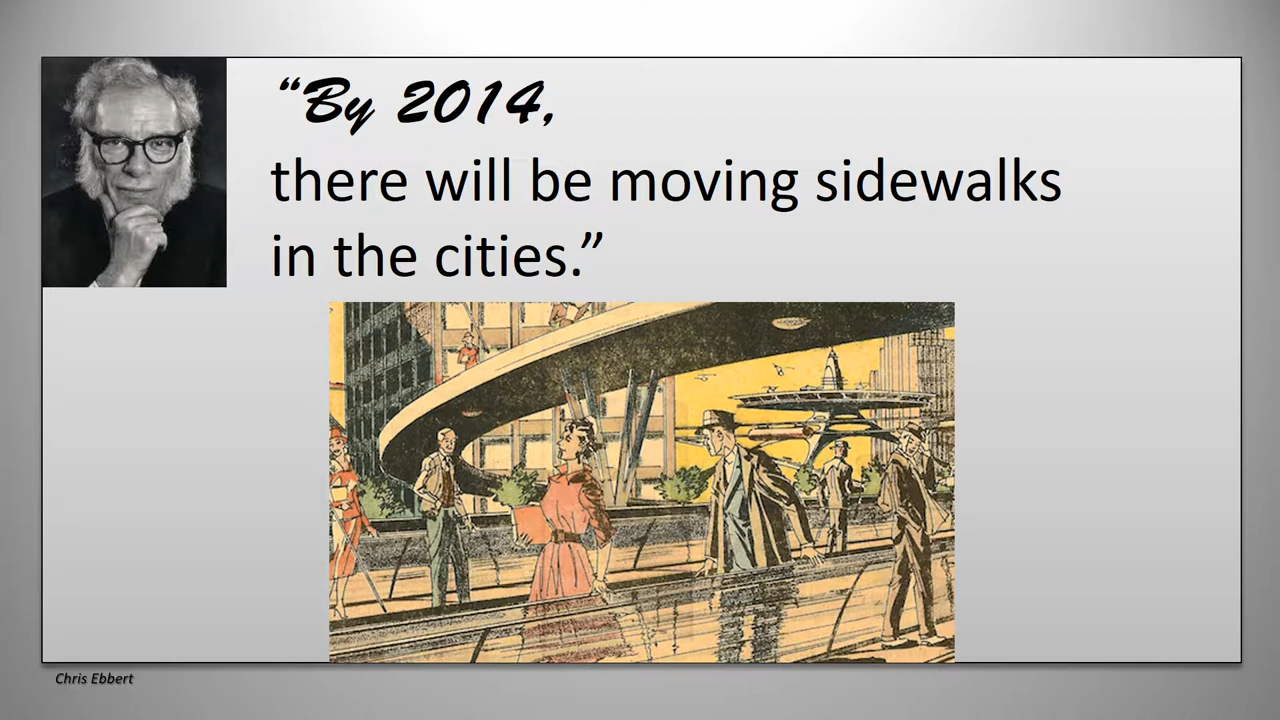 “By 2014,
there will be moving sidewalks
in the cities.”
Chris Ebbert